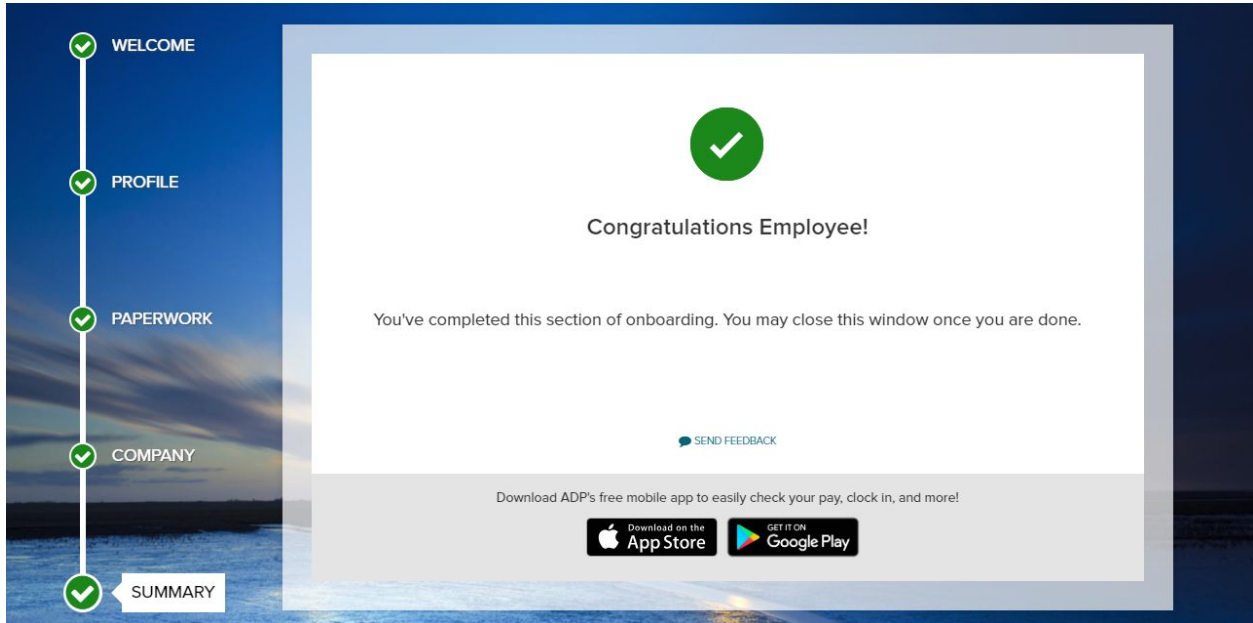 WELCOME
PROFILE
PAPERWORK
COMPANY
SUMMARY
Congratulations Employee!
You've completed this section of onboarding. You may close this window once you are done.
SEND FEEDBACK
Download ADP's free mobile app to easily check your pay, clock in, and more!
Download on the
App Store
GET IT ON
Google Play